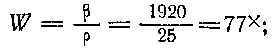 W = β/ρ = 1920/25 = 77×;